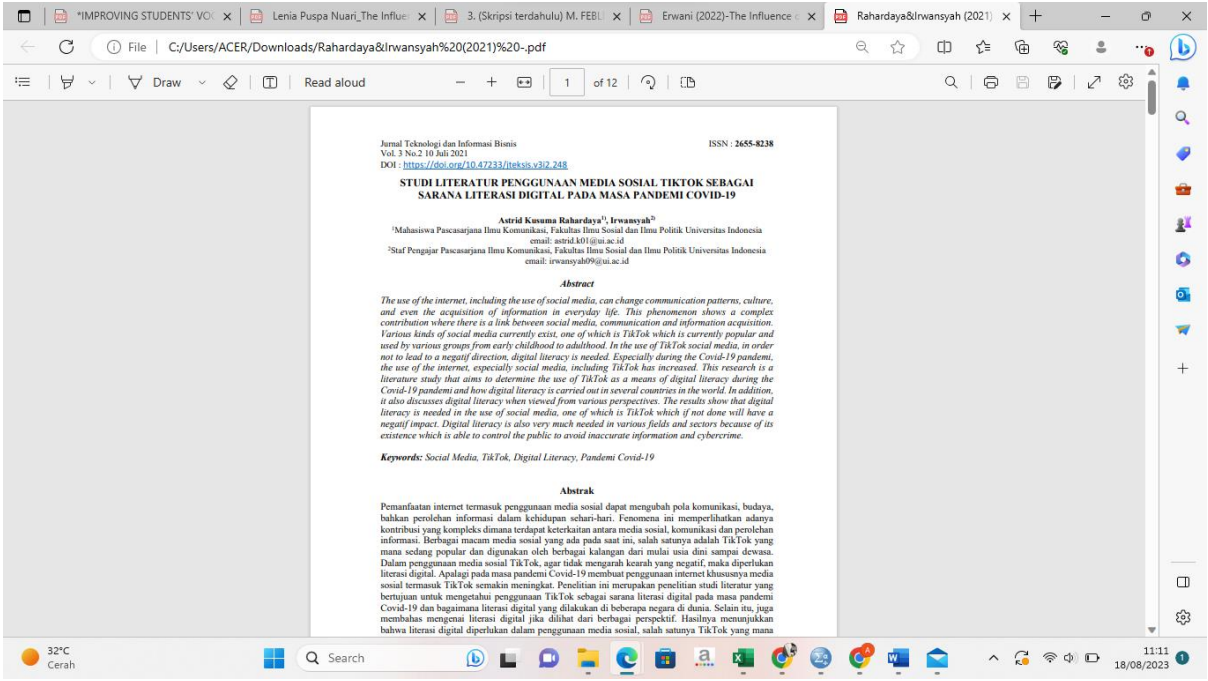 *IMPROVING STUDENTS' VOC
Lenia Puspa Nuari_The Influe
3. (Skripsi terdahulu) M. FEBL
Erwani (2022)-The Influence
Rahardaya&Irwansyah (2021)
File
C:/Users/ACER/Downloads/Rahardaya&Irwansyah%20(2021)%20-.pdf
Draw
Read aloud
1 of 12
Jurnal Teknologi dan Informasi Bisnis ISSN : 2655-8238
Vol. 3 No.2 10 Juli 2021
DOI : https://doi.org/10.47233/jteksis.v3i2.248
STUDI LITERATUR PENGGUNAAN MEDIA SOSIAL TIKTOK SEBAGAI
SARANA LITERASI DIGITAL PADA MASA PANDEMI COVID-19
Astrid Kusuma Rahardaya1), Irwansyah2)
1Mahasiswa Pascasarjana Ilmu Komunikasi, Fakultas Ilmu Sosial dan Ilmu Politik Universitas Indonesia
email: astrid.k01@ui.ac.id
2Staf Pengajar Pascasarjana Ilmu Komunikasi, Fakultas Ilmu Sosial dan Ilmu Politik Universitas Indonesia
email: irwansyah09@ui.ac.id
Abstract
The use of the internet, including the use of social media, can change communication patterns, culture,
and even the acquisition of information in everyday life. This phenomenon shows a complex
contribution where there is a link between social media, communication and information acquisition.
Various kinds of social media currently exist, one of which is TikTok which is currently popular and
used by various groups from early childhood to adulthood. In the use of TikTok social media, in order
not to lead to a negatif direction, digital literacy is needed. Especially during the Covid-19 pandemi,
the use of the internet, especially social media, including TikTok has increased. This research is a
literature study that aims to determine the use of TikTok as a means of digital literacy during the
Covid-19 pandemi and how digital literacy is carried out in several countries in the world. In addition,
it also discusses digital literacy when viewed from various perspectives. The results show that digital
literacy is needed in the use of social media, one of which is TikTok which if not done will have a
negatif impact. Digital literacy is also very much needed in various fields and sectors because of its
existence which is able to control the public to avoid inaccurate information and cybercrime.
Keywords: Social Media, TikTok, Digital Literacy, Pandemi Covid-19
Abstrak
Pemanfaatan internet termasuk penggunaan media sosial dapat mengubah pola komunikasi, budaya,
bahkan perolehan informasi dalam kehidupan sehari-hari. Fenomena ini memperlihatkan adanya
kontribusi yang kompleks dimana terdapat keterkaitan antara media sosial, komunikasi dan perolehan
informasi. Berbagai macam media sosial yang ada pada saat ini, salah satunya adalah TikTok yang
mana sedang popular dan digunakan oleh berbagai kalangan dari mulai usia dini sampai dewasa.
Dalam penggunaan media sosial TikTok, agar tidak mengarah kearah yang negatif, maka diperlukan
literasi digital. Apalagi pada masa pandemi Covid-19 membuat penggunaan internet khususnya media
sosial termasuk TikTok semakin meningkat. Penelitian ini merupakan penelitian studi literatur yang
bertujuan untuk mengetahui penggunaan TikTok sebagai sarana literasi digital pada masa pandemi
Covid-19 dan bagaimana literasi digital yang dilakukan di beberapa negara di dunia. Selain itu, juga
membahas mengenai literasi digital jika dilihat dari berbagai perspektif. Hasilnya menunjukkan
bahwa literasi digital diperlukan dalam penggunaan media sosial, salah satunya TikTok yang mana
32°C
Cerah
Search
11:11
18/08/2023
1